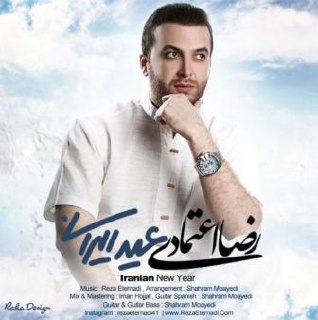 رضا اعتمادی
عید ایرانی
Iranian New Year
Music : Reza Etemadi , Arrangement : Shahram Moayedi
Mix & Mastering : Iman Hojjat , Guitar Spanish : Shahram Moayedi
Guitar & Guitar Bass : Shahram Moayedi
Instagram : rezaetemadi41 | www.RezaEtemadi.Com
Raha Design